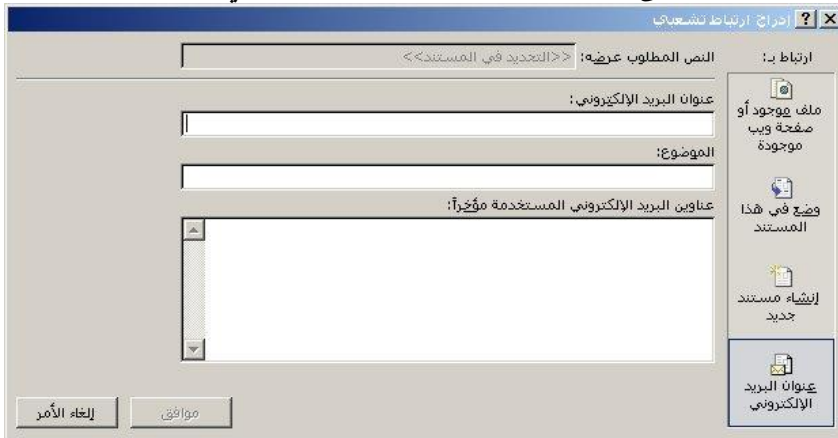 إدراج ارتباط تشعبي
ارتباط بـ:
النص المطلوب عرضه: <<التحديد في المستند>>
ملف موجود أو
صفحة ويب
موجودة
وضع في هذا
المستند
إنشاء مستند
جديد
عنوان البريد
الإلكتروني
عنوان البريد الإلكتروني:
الموضوع:
عناوين البريد الإلكتروني المستخدمة مؤخراً:
موافق
إلغاء الأمر